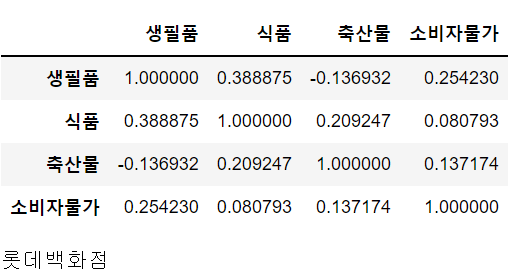 생필품 식품 축산물 소비자물가
생필품 1.000000 0.388875 -0.136932 0.254230
식품 0.388875 1.000000 0.209247 0.080793
축산물 -0.136932 0.209247 1.000000 0.137174
소비자물가 0.254230 0.080793 0.137174 1.000000
롯데백화점